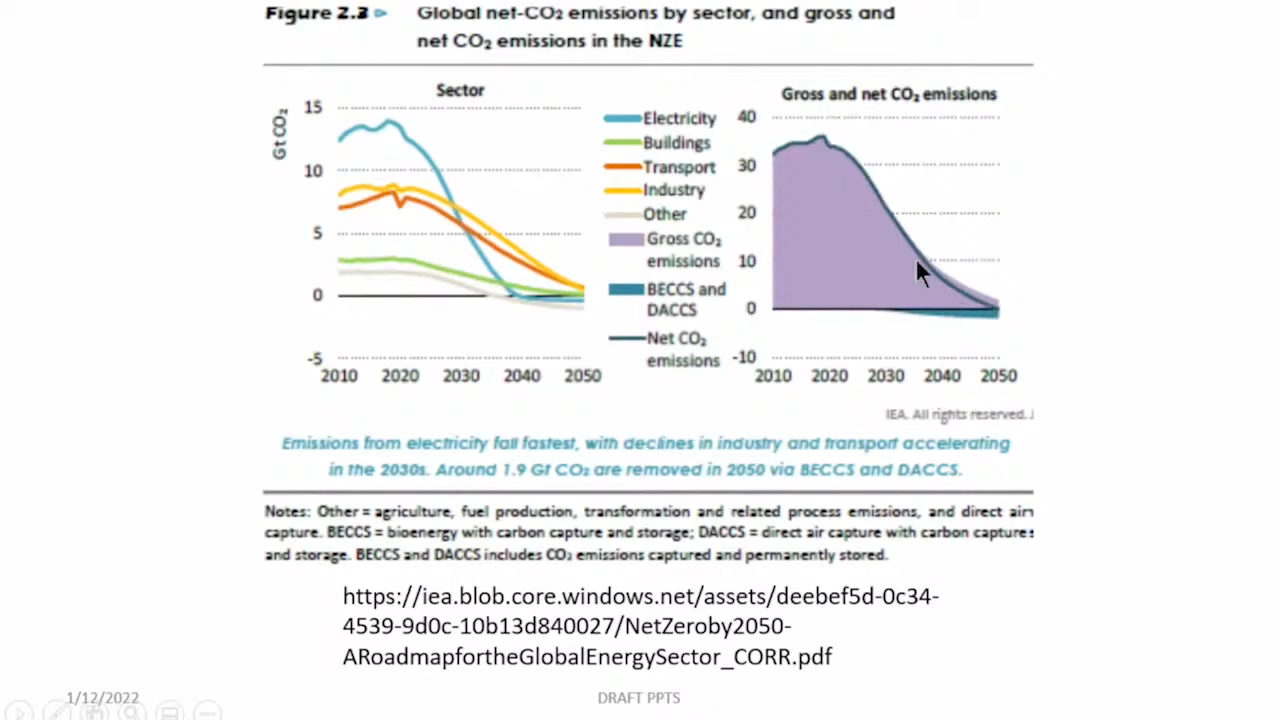 Figure 2.3 ▷ Global net-CO₂ emissions by sector, and gross and
net CO₂ emissions in the NZE
Sector
Gt CO₂
15
10
5
0
-5
2010 2020 2030 2040 2050
Electricity
Buildings
Transport
Industry
Other
Gross CO₂
emissions
BECCS and
DACCS
Net CO₂
emissions
Gross and net CO₂ emissions
40
30
20
10
0
-10
2010 2020 2030 2040 2050
IEA. All rights reserved.
Emissions from electricity fall fastest, with declines in industry and transport accelerating
in the 2030s. Around 1.9 Gt CO₂ are removed in 2050 via BECCS and DACCS.
Notes: Other = agriculture, fuel production, transformation and related process emissions, and direct air
capture. BECCS = bioenergy with carbon capture and storage; DACCS = direct air capture with carbon capture
and storage. BECCS and DACCS includes CO₂ emissions captured and permanently stored.
https://iea.blob.core.windows.net/assets/deebef5d-0c34-
4539-9d0c-10b13d840027/NetZeroby2050-
ARoadmapfortheGlobalEnergySector_CORR.pdf
1/12/2022
DRAFT PPTS